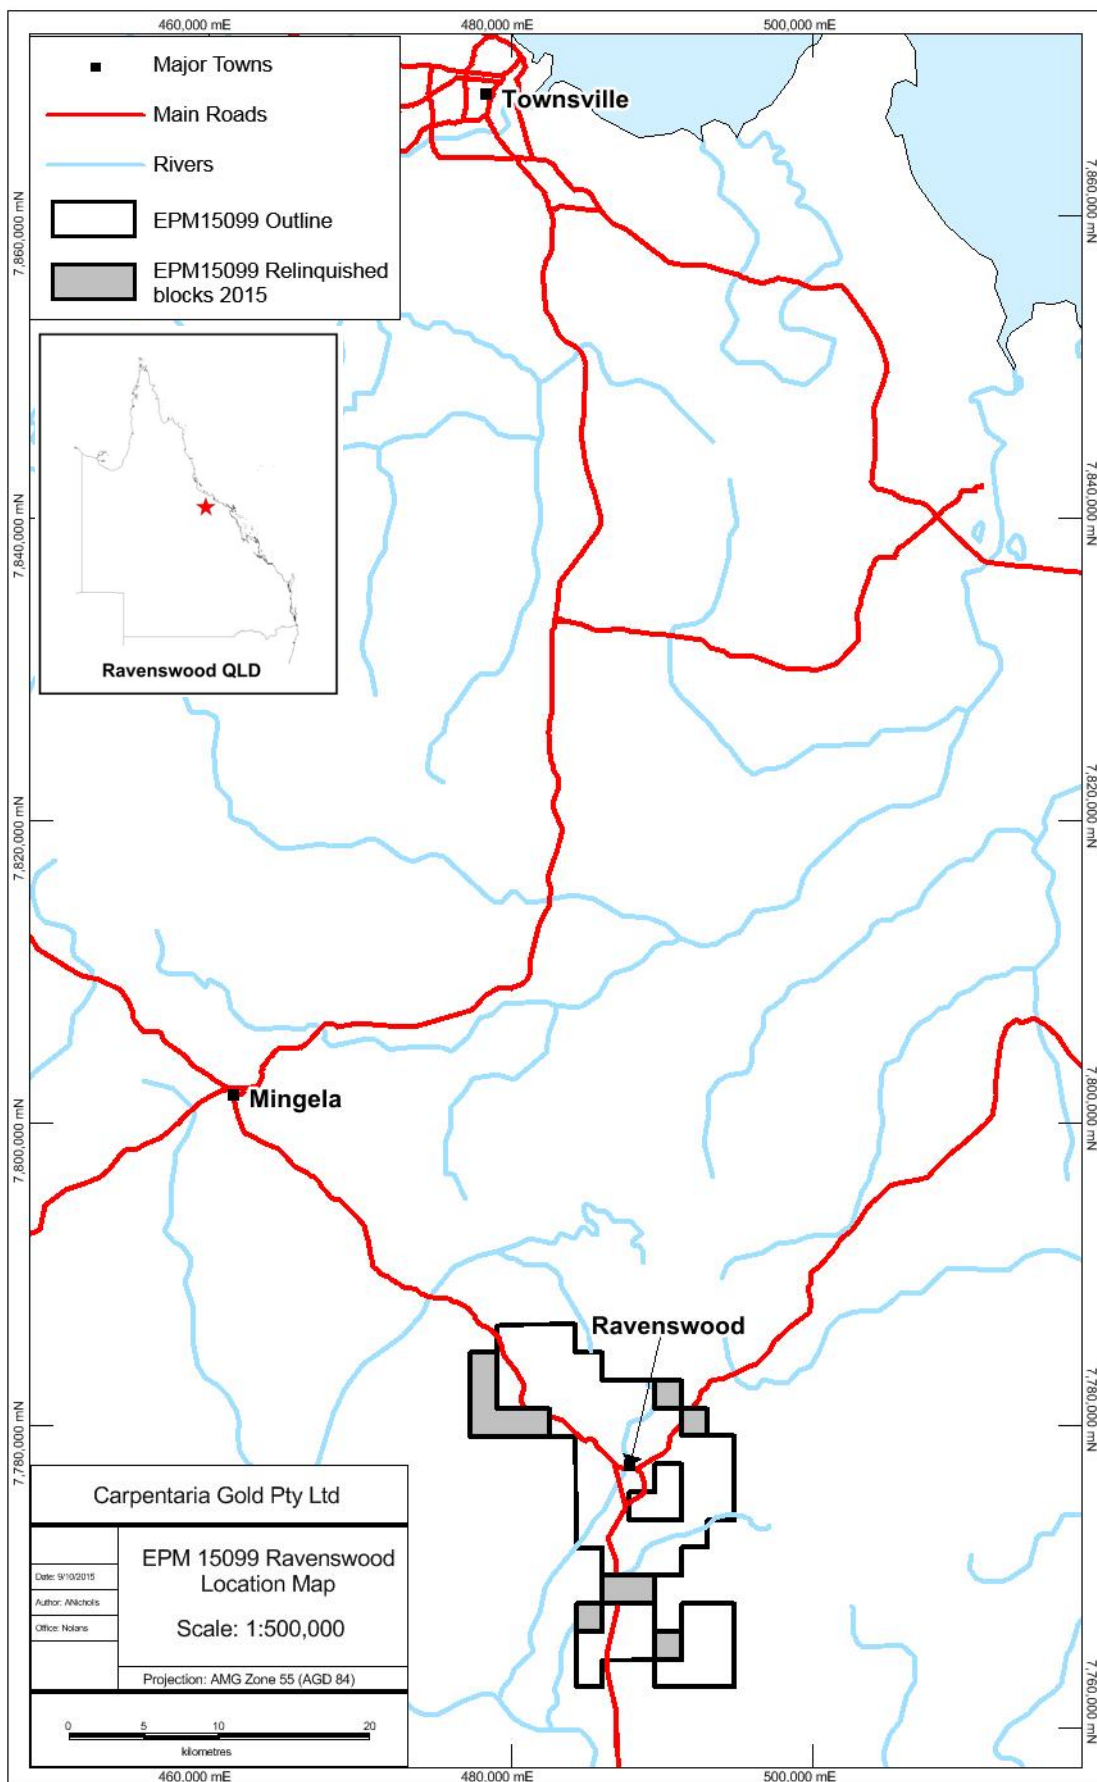 460,000 mE
480,000 mE
500,000 mE
Major Towns
Main Roads
Rivers
EPM15099 Outline
EPM15099 Relinquished
blocks 2015
Townsville
7,860,000 mN
7,860,000 mN
Ravenswood QLD
7,840,000 mN
7,840,000 mN
7,820,000 mN
7,820,000 mN
Mingela
7,800,000 mN
7,800,000 mN
Ravenswood
7,780,000 mN
7,780,000 mN
Carpentaria Gold Pty Ltd
EPM 15099 Ravenswood
Location Map
Scale: 1:500,000
Date: 9/10/2015
Author: ANicholls
Office: Nolans
Projection: AMG Zone 55 (AGD 84)
7,760,000 mN
0 5 10 20
kilometres
460,000 mE
480,000 mE
500,000 mE